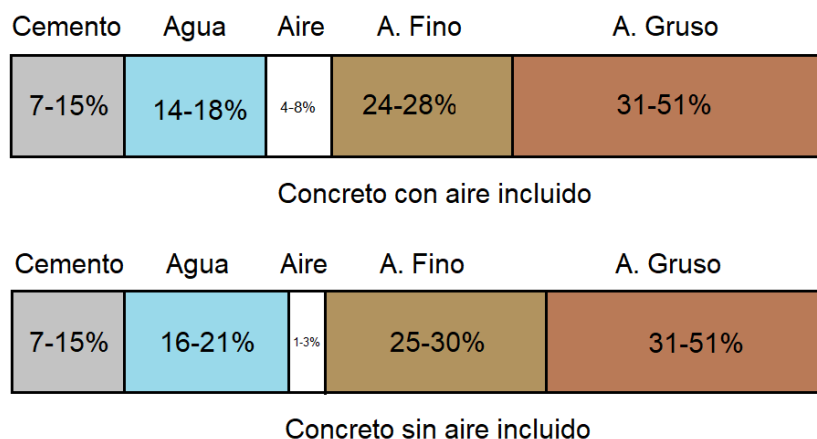 Cemento Agua Aire A. Fino A. Gruso
7-15% 14-18% 4-8% 24-28% 31-51%
Concreto con aire incluido
Cemento Agua Aire A. Fino A. Gruso
7-15% 16-21% 1-3% 25-30% 31-51%
Concreto sin aire incluido